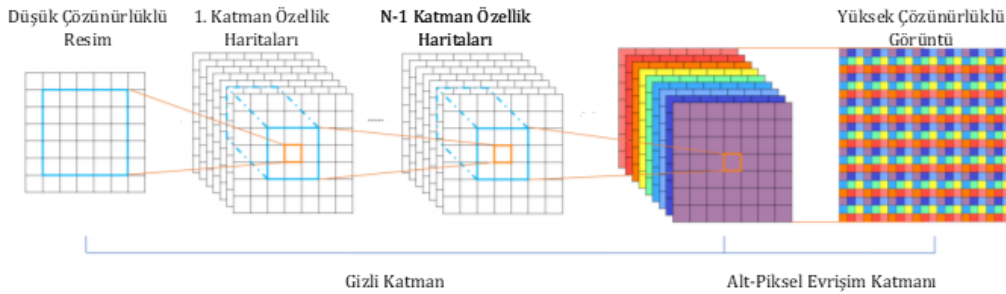 Düşük Çözünürlüklü
Resim
1. Katman Özellik
Haritaları
N-1 Katman Özellik
Haritaları
Yüksek Çözünürlüklü
Görüntü
Gizli Katman
Alt-Piksel Evrişim Katmanı